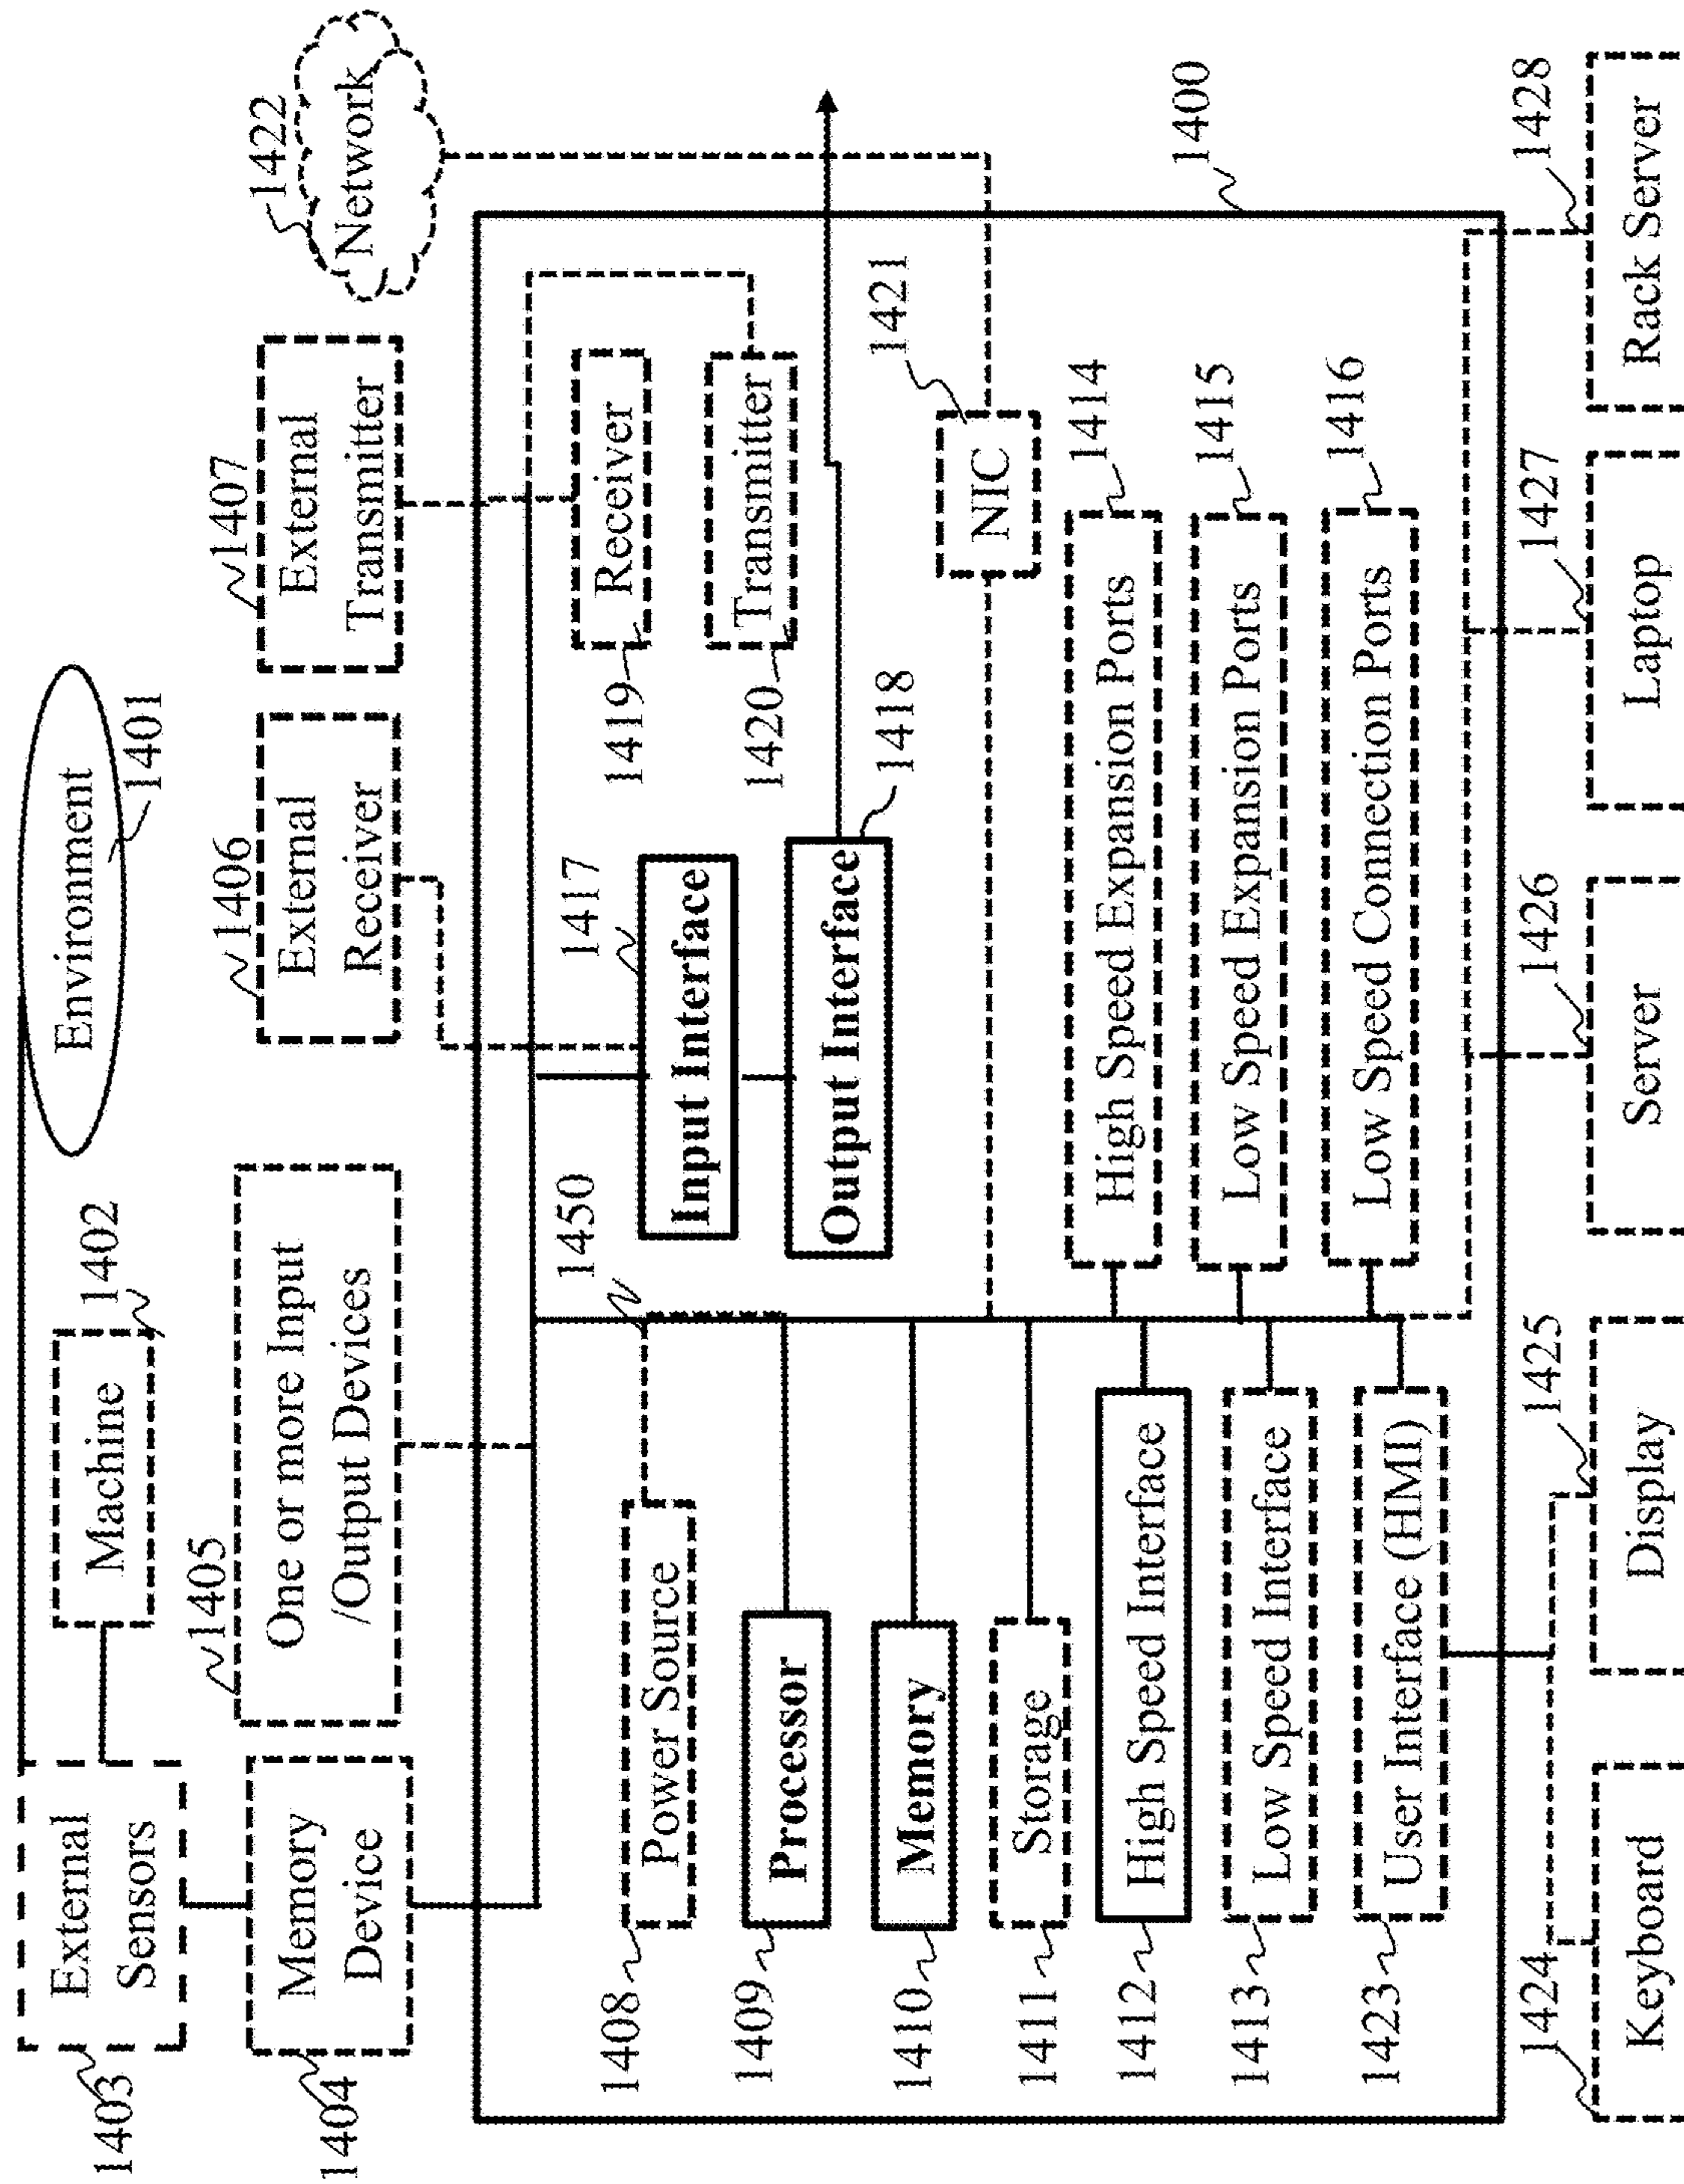 Environment
1401
Machine
1402
External
Sensors
1403
Memory
Device
1404
1405
One or more Input
/Output Devices
1406
External
Receiver
1407
External
Transmitter
1422
Network
1450
1417
Input Interface
1419
Receiver
1408
Power Source
1420
Transmitter
1409
Processor
Output Interface
1418
1421
NIC
1400
1410
Memory
1411
Storage
1412
High Speed Interface
High Speed Expansion Ports
1414
1413
Low Speed Interface
Low Speed Expansion Ports
1415
1423
User Interface (HMI)
Low Speed Connection Ports
1416
1424
1425
1426
1427
1428
Keyboard
Display
Server
Laptop
Rack Server